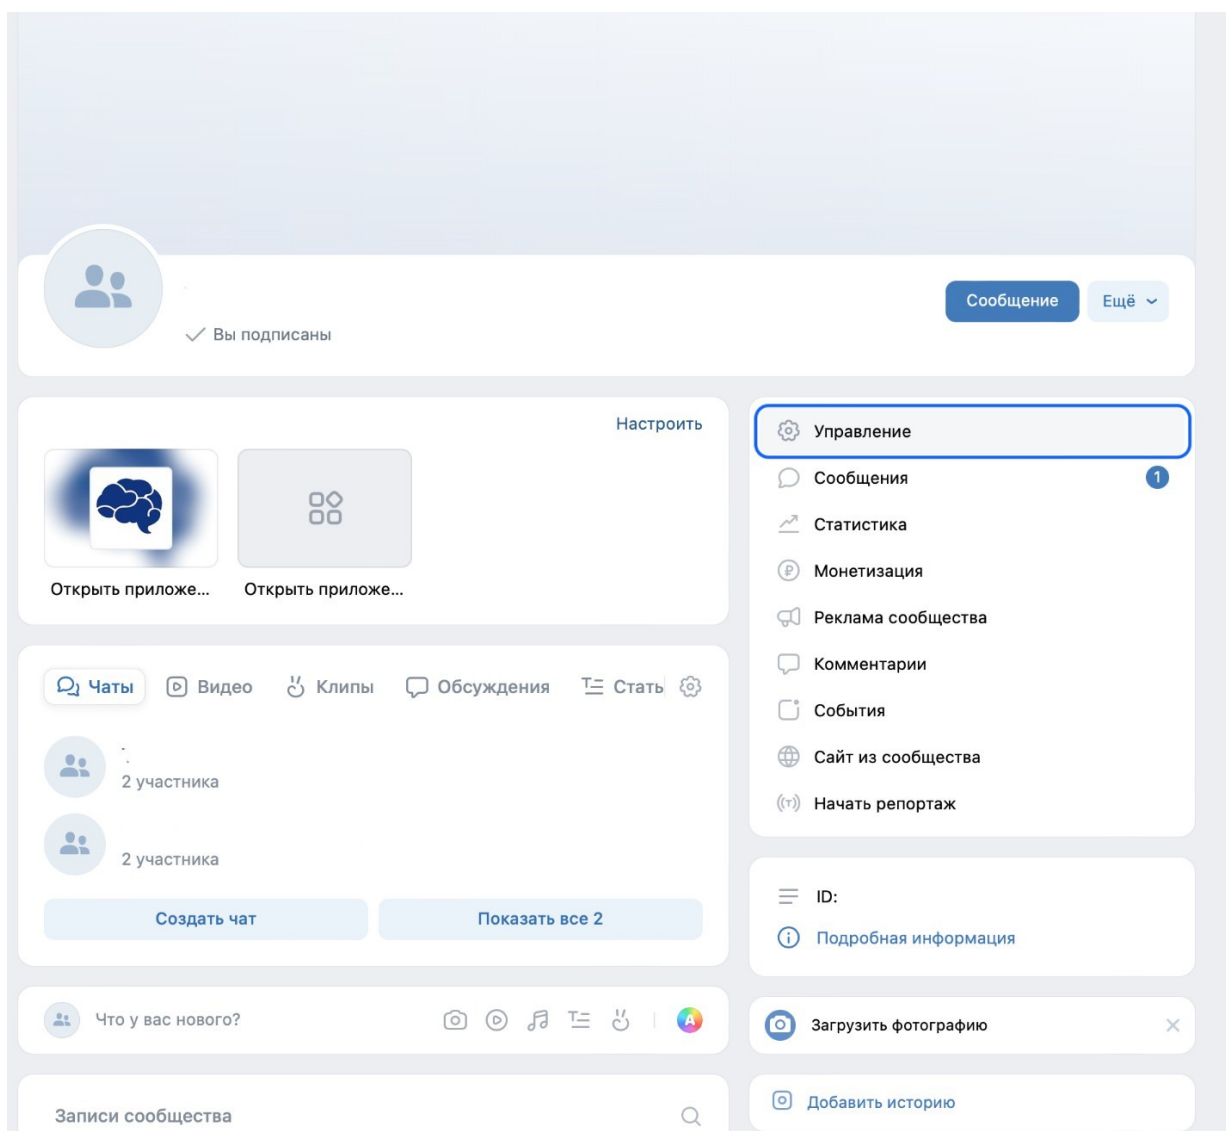 Сообщение
Ещё
Вы подписаны
Настроить
Открыть приложе...
Открыть приложе...
Чаты
Видео
Клипы
Обсуждения
Стать
2 участника
2 участника
Создать чат
Показать все 2
Что у вас нового?
Записи сообщества
Управление
Сообщения
1
Статистика
Монетизация
Реклама сообщества
Комментарии
События
Сайт из сообщества
Начать репортаж
ID:
Подробная информация
Загрузить фотографию
Добавить историю